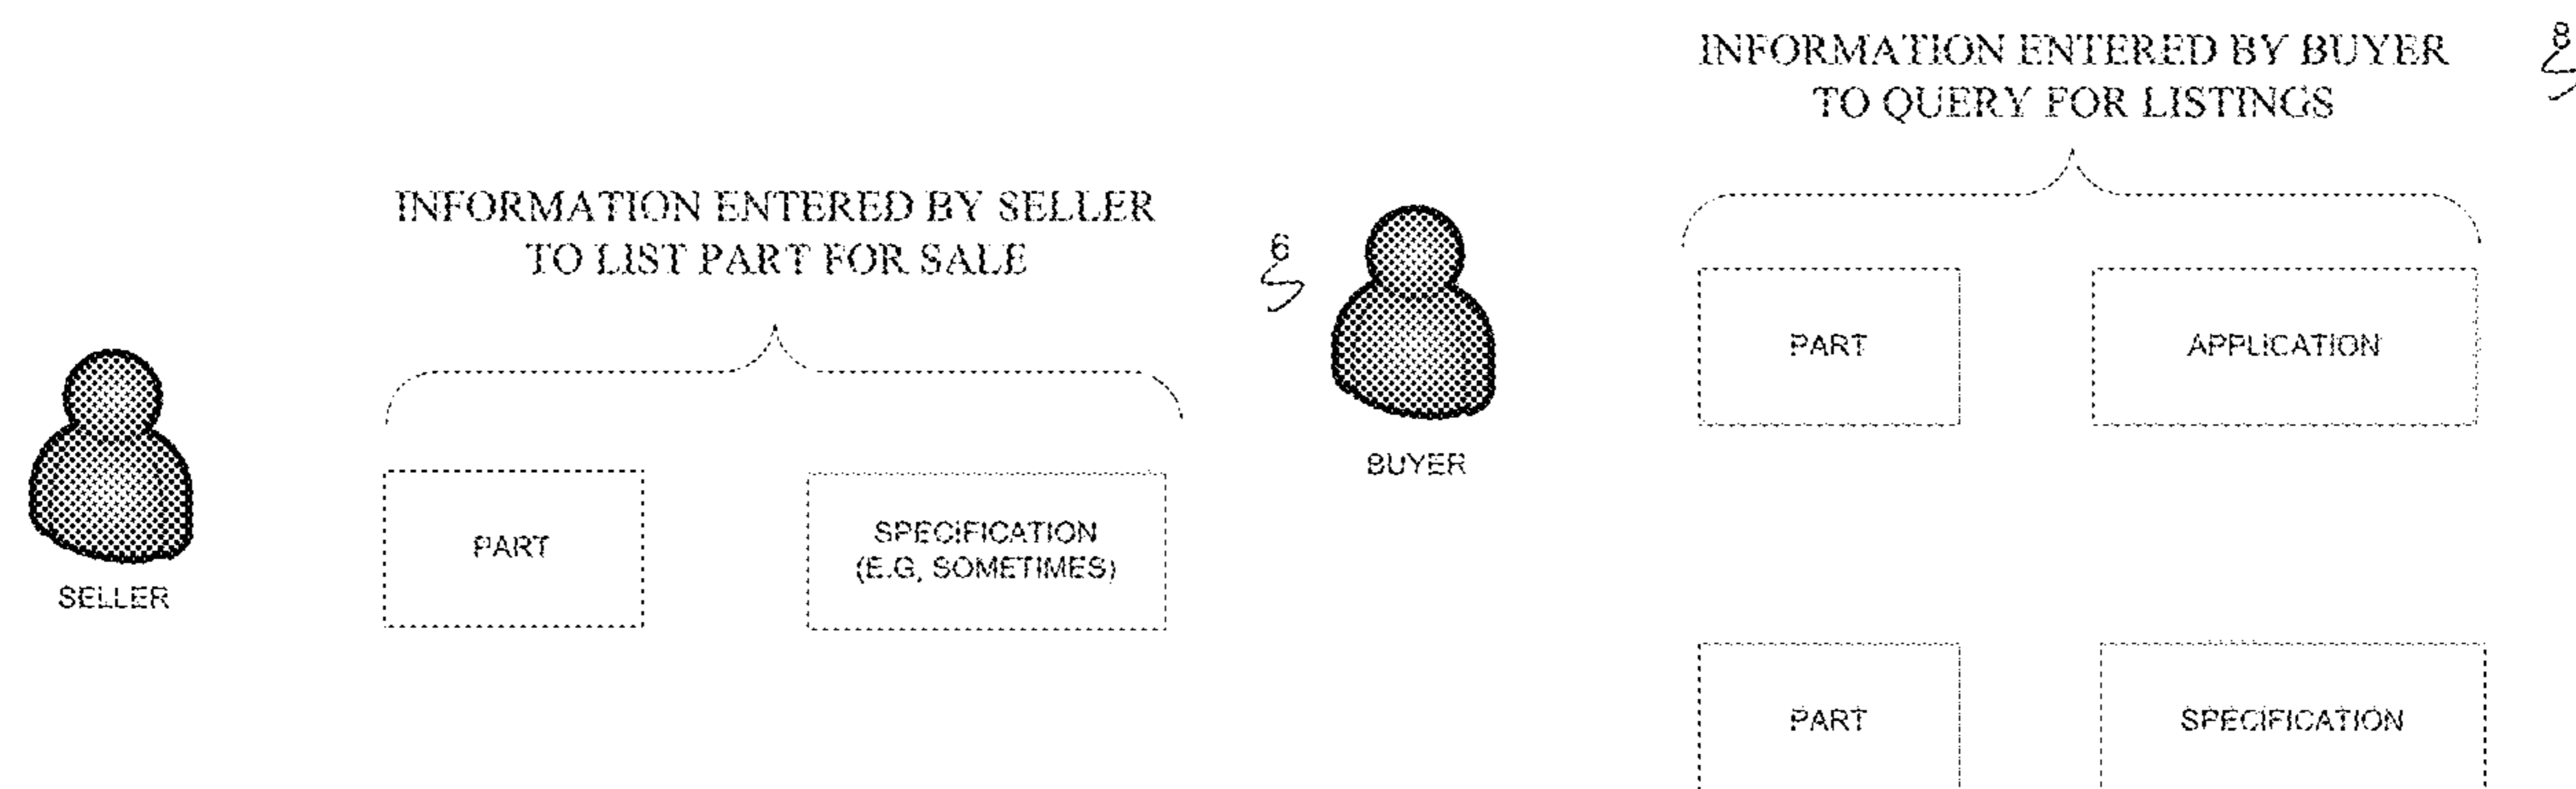 INFORMATION ENTERED BY SELLER
TO LIST PART FOR SALE
6
SELLER
PART
SPECIFICATION
(E.G, SOMETIMES)
INFORMATION ENTERED BY BUYER
TO QUERY FOR LISTINGS
8
BUYER
PART
APPLICATION
PART
SPECIFICATION